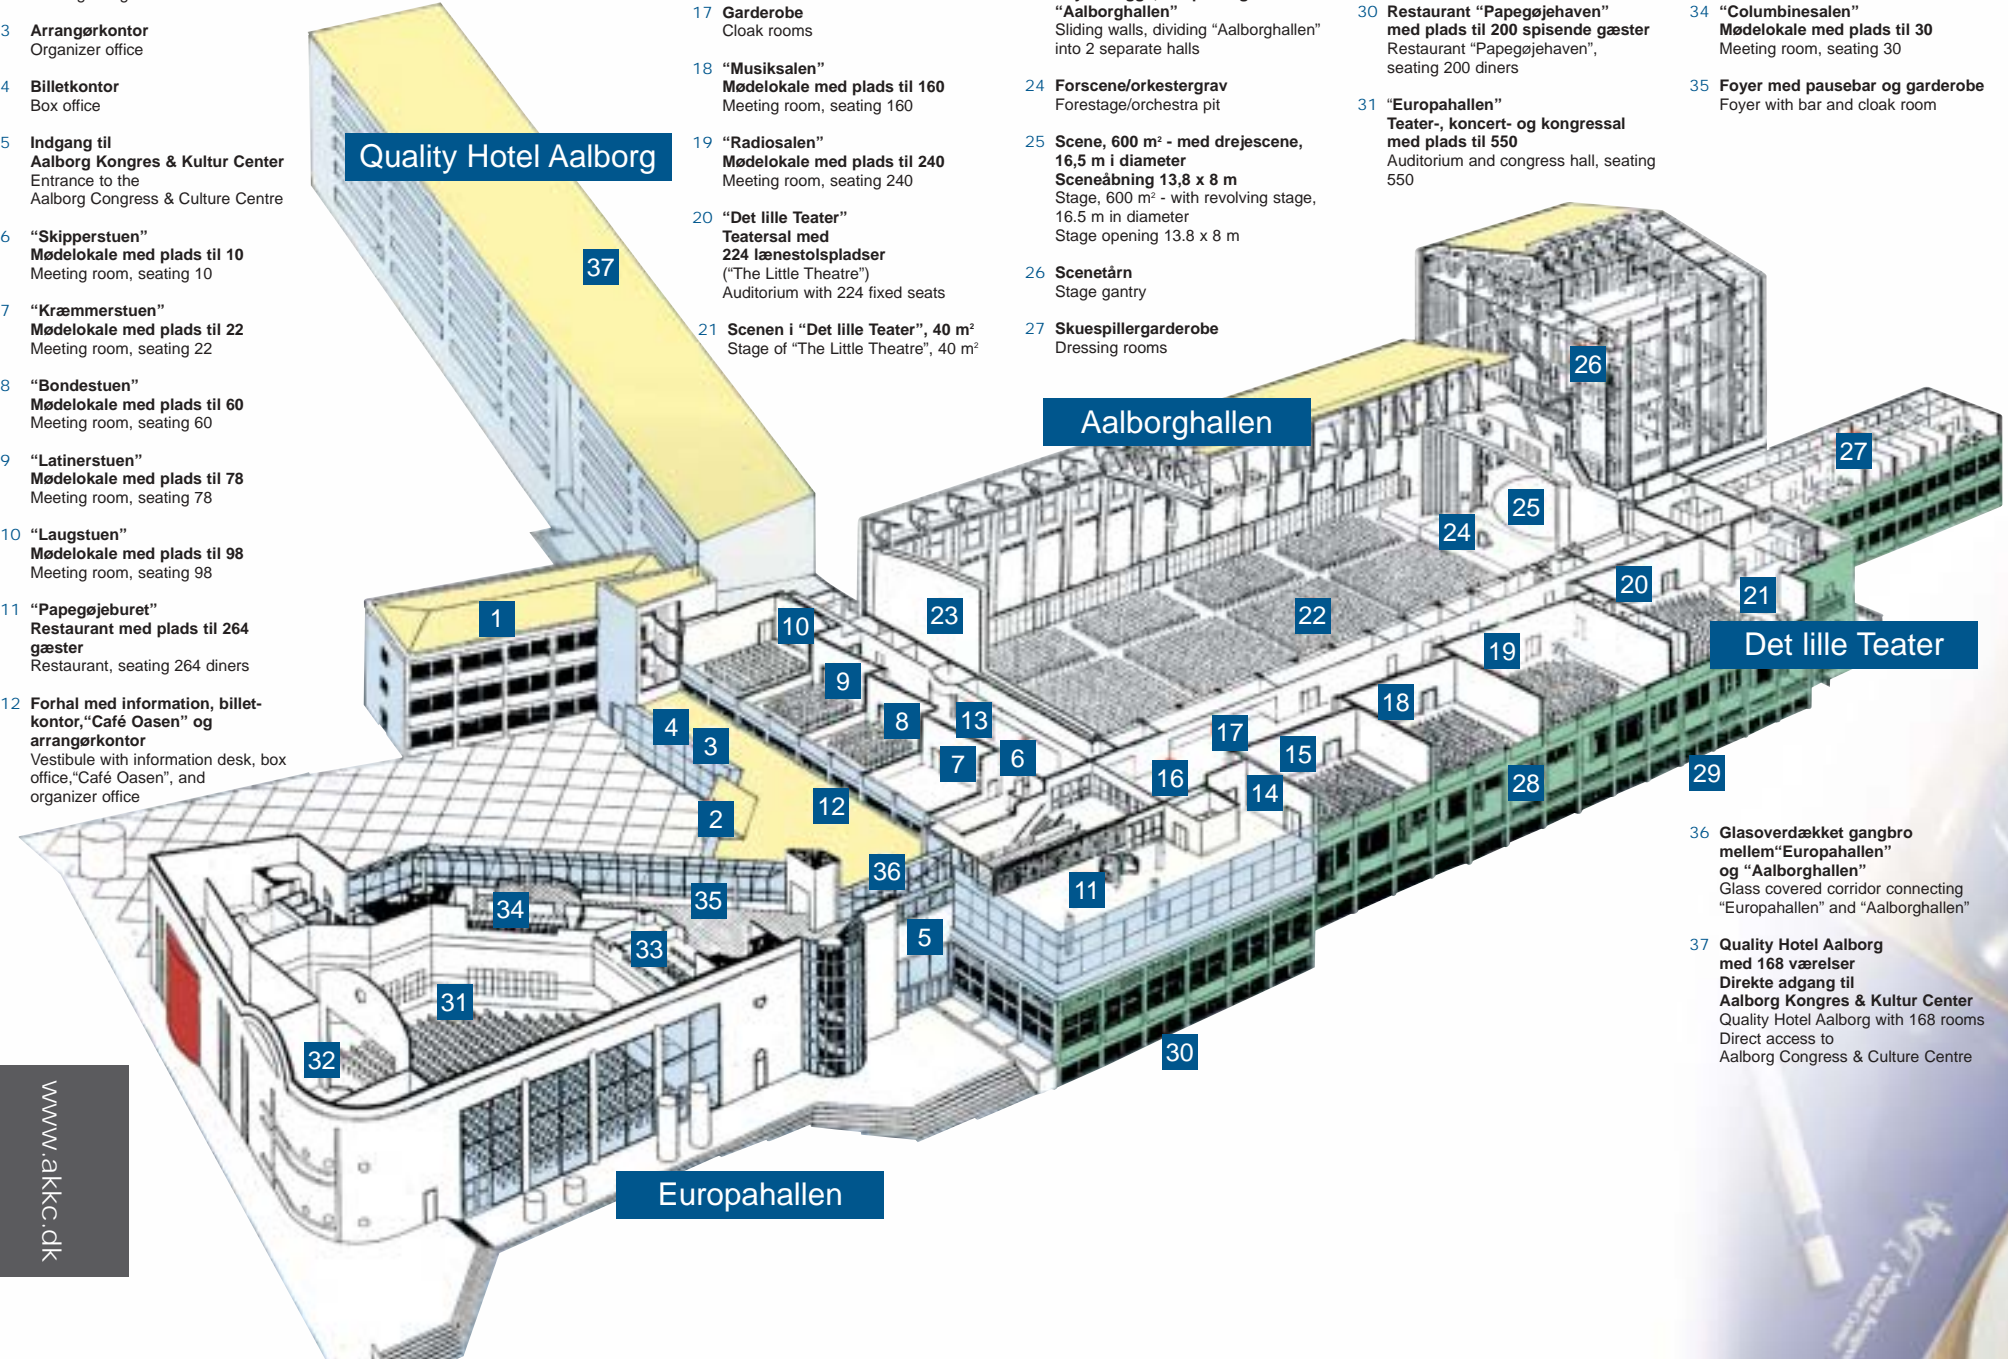 3 Arrangørkontor
Organizer office
4 Billetkontor
Box office
5 Indgang til
Aalborg Kongres & Kultur Center
Entrance to the
Aalborg Congress & Culture Centre
6 “Skipperstuen”
Mødelokale med plads til 10
Meeting room, seating 10
7 “Kræmmerstuen”
Mødelokale med plads til 22
Meeting room, seating 22
8 “Bondestuen”
Mødelokale med plads til 60
Meeting room, seating 60
9 “Latinerstuen”
Mødelokale med plads til 78
Meeting room, seating 78
10 “Laugstuen”
Mødelokale med plads til 98
Meeting room, seating 98
11 “Papegøjeburet”
Restaurant med plads til 264
gæster
Restaurant, seating 264 diners
12 Forhal med information, billet-
kontor,“Café Oasen” og
arrangørkontor
Vestibule with information desk, box
office,“Café Oasen”, and
organizer office
17 Garderobe
Cloak rooms
18 “Musiksalen”
Mødelokale med plads til 160
Meeting room, seating 160
19 “Radiosalen”
Mødelokale med plads til 240
Meeting room, seating 240
20 “Det lille Teater”
Teatersal med
224 lænestolspladser
(“The Little Theatre”)
Auditorium with 224 fixed seats
21 Scenen i “Det lille Teater”, 40 m²
Stage of “The Little Theatre”, 40 m²
“Aalborghallen”
Sliding walls, dividing “Aalborghallen”
into 2 separate halls
24 Forscene/orkestergrav
Forestage/orchestra pit
25 Scene, 600 m² - med drejescene,
16,5 m i diameter
Sceneåbning 13,8 x 8 m
Stage, 600 m² - with revolving stage,
16.5 m in diameter
Stage opening 13.8 x 8 m
26 Scenetårn
Stage gantry
27 Skuespillergarderobe
Dressing rooms
30 Restaurant “Papegøjehaven”
med plads til 200 spisende gæster
Restaurant “Papegøjehaven”,
seating 200 diners
31 “Europahallen”
Teater-, koncert- og kongressal
med plads til 550
Auditorium and congress hall, seating
550
34 “Columbinesalen”
Mødelokale med plads til 30
Meeting room, seating 30
35 Foyer med pausebar og garderobe
Foyer with bar and cloak room
36 Glasoverdækket gangbro
mellem“Europahallen”
og “Aalborghallen”
Glass covered corridor connecting
“Europahallen” and “Aalborghallen”
37 Quality Hotel Aalborg
med 168 værelser
Direkte adgang til
Aalborg Kongres & Kultur Center
Quality Hotel Aalborg with 168 rooms
Direct access to
Aalborg Congress & Culture Centre
Quality Hotel Aalborg
37
Aalborghallen
26
27
25
24
20
21
Det lille Teater
1
10
23
22
19
9
18
4
3
8
13
17
15
7
6
16
14
28
29
2
12
36
11
34
35
5
33
31
32
30
Europahallen
www.akkc.dk